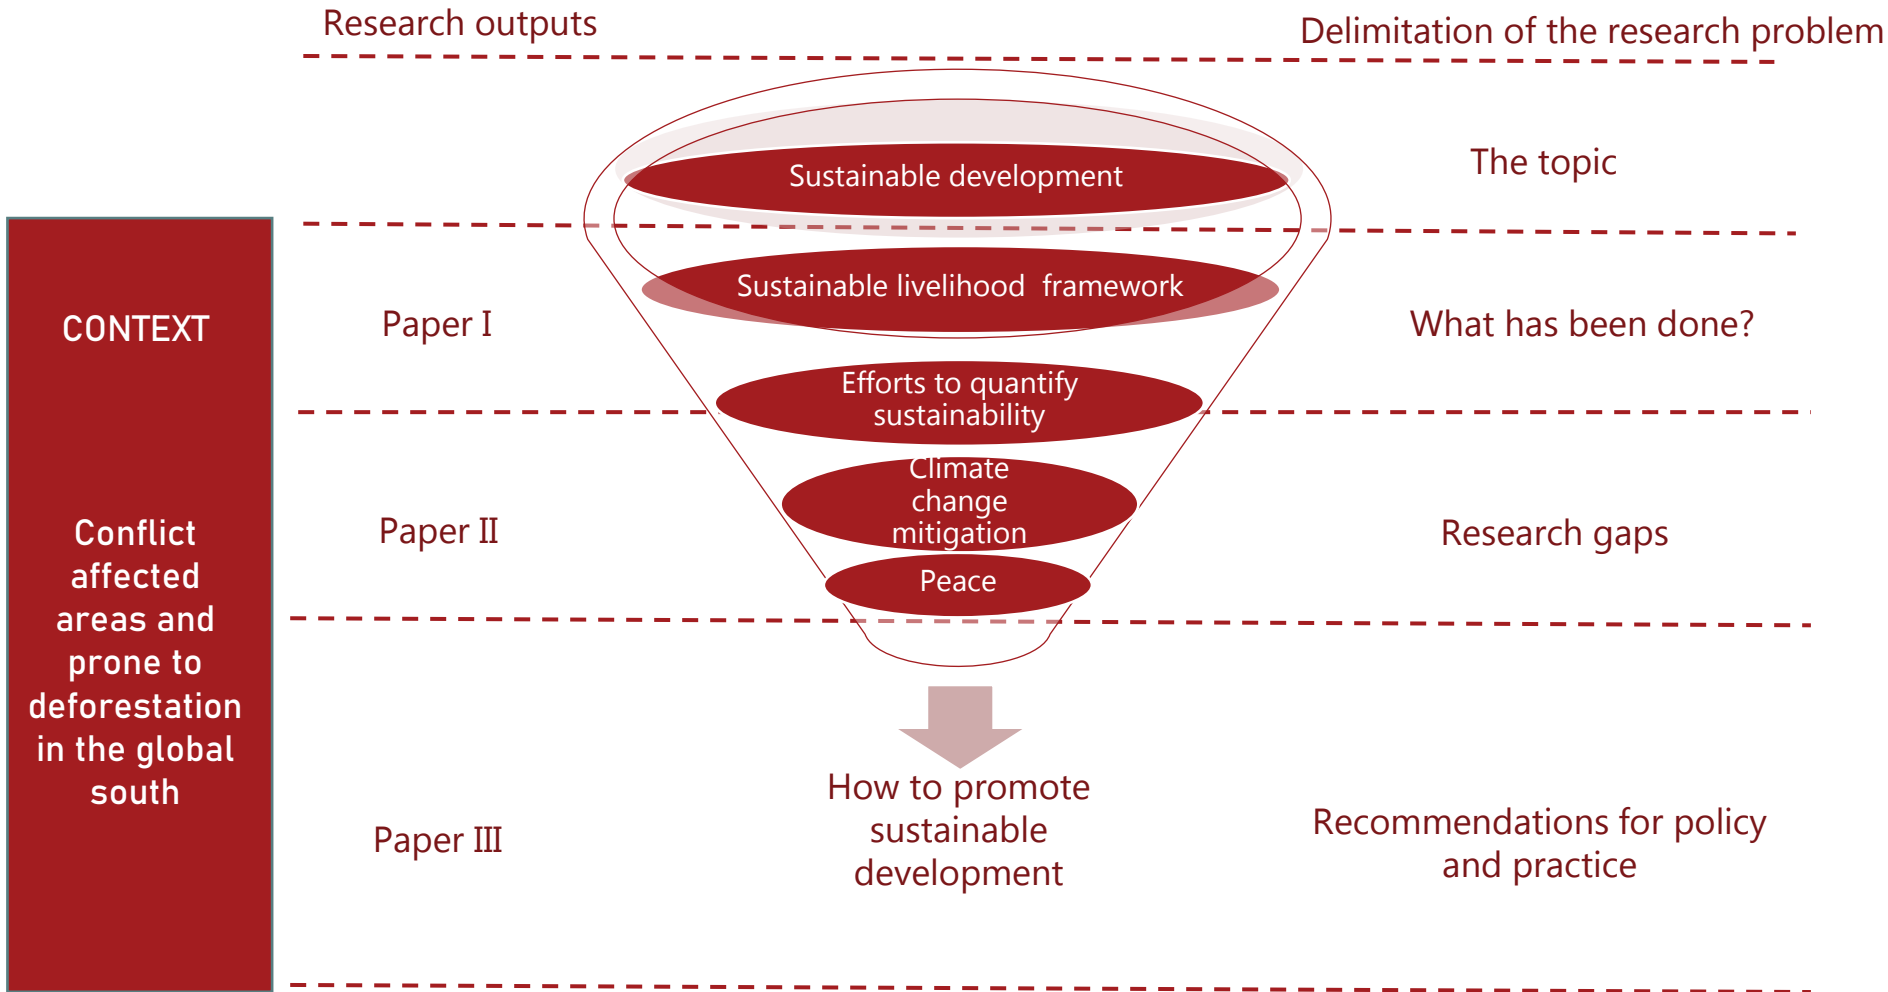 Research outputs
Delimitation of the research problem
Sustainable development
The topic
CONTEXT
Conflict
affected
areas and
prone to
deforestation
in the global
south
Paper I
Sustainable livelihood  framework
Efforts to quantify
sustainability
What has been done?
Paper II
Climate
change
mitigation
Peace
Research gaps
Paper III
How to promote
sustainable
development
Recommendations for policy
and practice